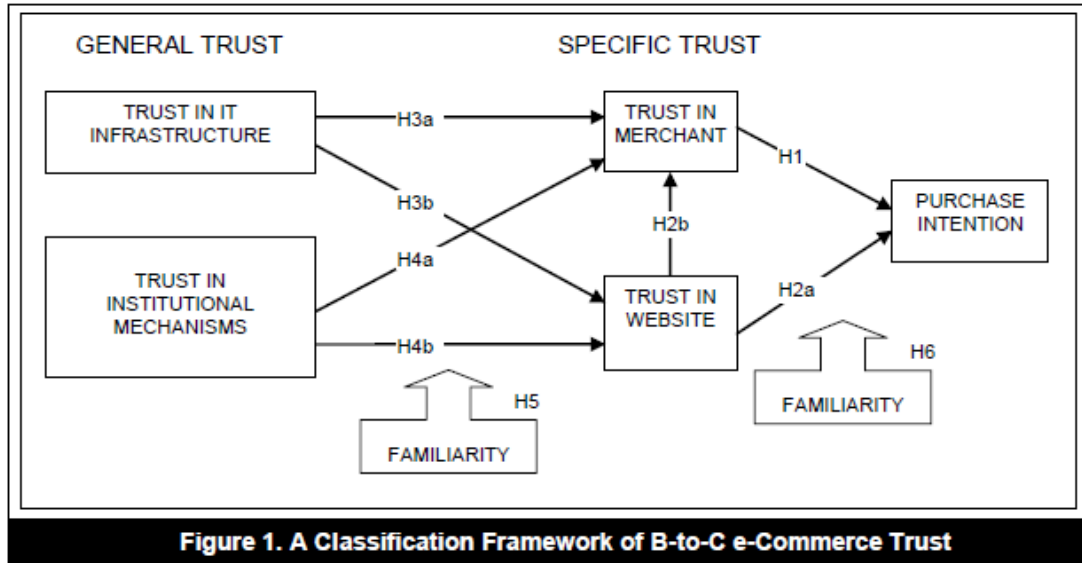 GENERAL TRUST
SPECIFIC TRUST
TRUST IN IT
INFRASTRUCTURE
H3a
TRUST IN
MERCHANT
H1
H3b
PURCHASE
INTENTION
H2b
H4a
TRUST IN
INSTITUTIONAL
MECHANISMS
TRUST IN
WEBSITE
H2a
H4b
H6
H5
FAMILIARITY
FAMILIARITY
Figure 1. A Classification Framework of B-to-C e-Commerce Trust